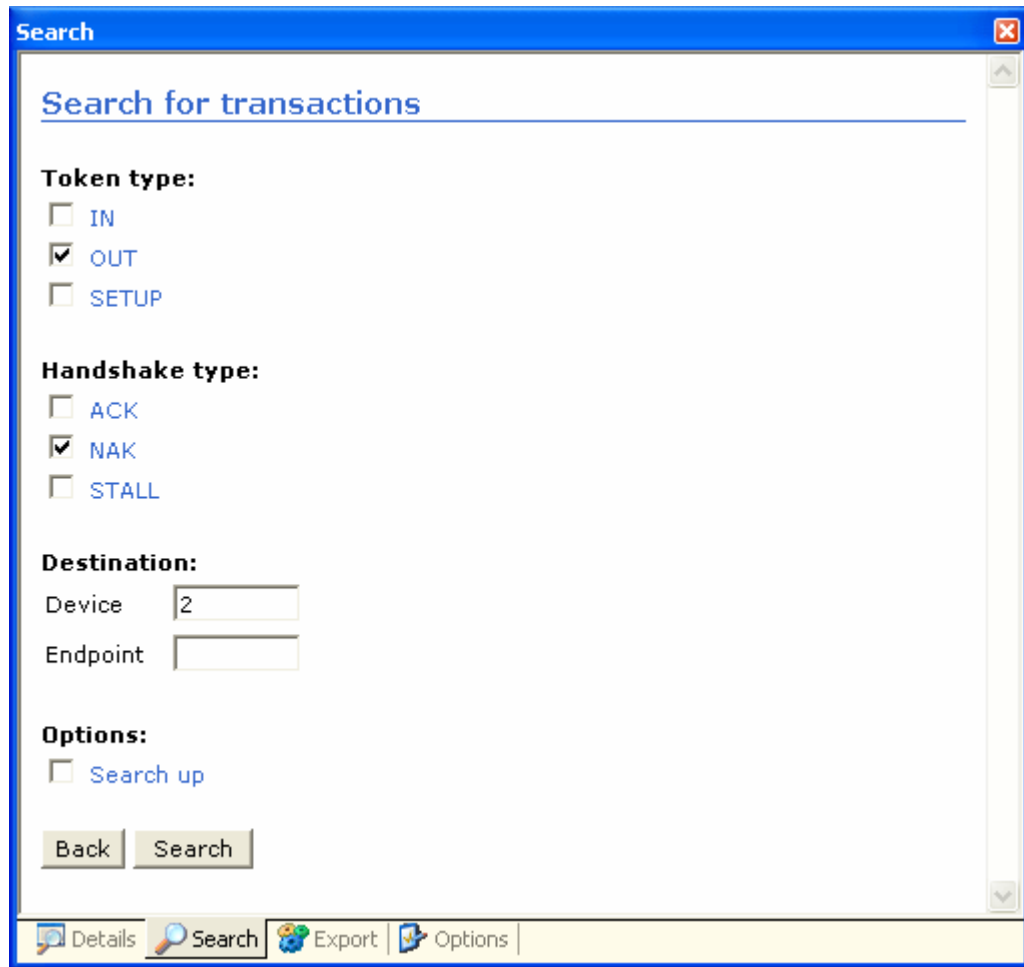 Search
Search for transactions
Token type:
IN
OUT
SETUP
Handshake type:
ACK
NAK
STALL
Destination:
Device 2
Endpoint
Options:
Search up
Back Search
Details Search Export Options